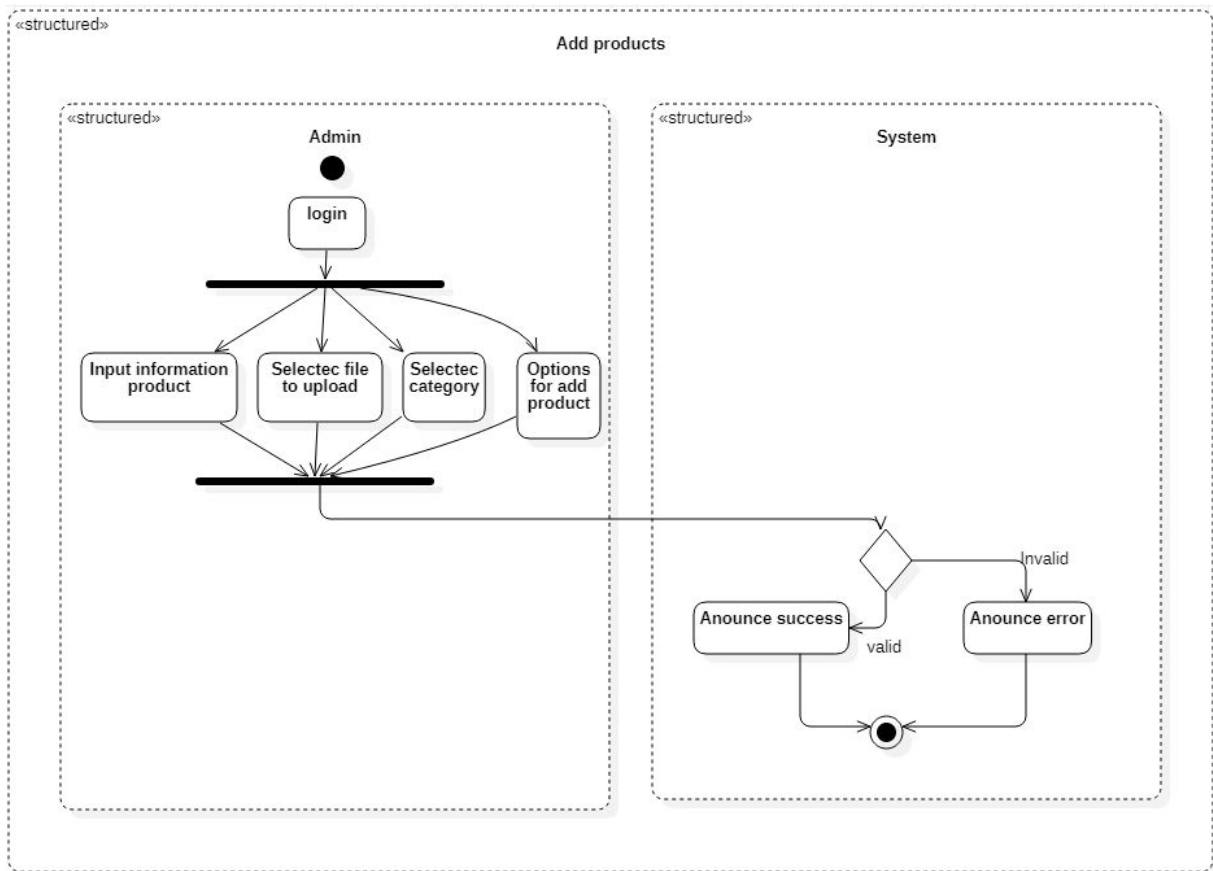 «structured»
Add products
«structured»
Admin
login
Input information
product
Selectec file
to upload
Selectec
category
Options
for add
product
«structured»
System
Invalid
Anounce success
valid
Anounce error